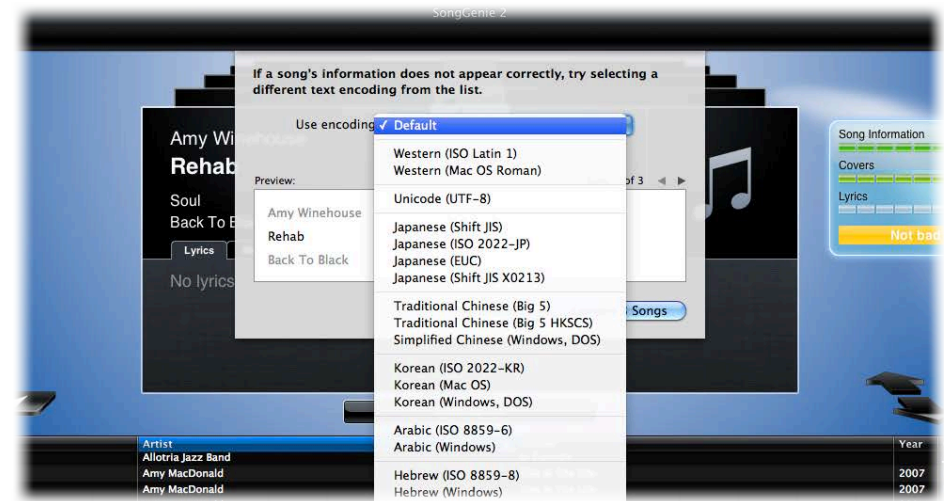 SongGenie 2
If a song's information does not appear correctly, try selecting a
different text encoding from the list.
Use encoding ✓ Default
Western (ISO Latin 1)
Western (Mac OS Roman)
Unicode (UTF-8)
Japanese (Shift JIS)
Japanese (ISO 2022-JP)
Japanese (EUC)
Japanese (Shift JIS X0213)
Traditional Chinese (Big 5)
Traditional Chinese (Big 5 HKSCS)
Simplified Chinese (Windows, DOS)
Korean (ISO 2022-KR)
Korean (Mac OS)
Korean (Windows, DOS)
Arabic (ISO 8859-6)
Arabic (Windows)
Hebrew (ISO 8859-8)
Hebrew (Windows)
Preview:
of 3
Amy Winehouse
Rehab
Back To Black
Songs
Amy Wi
Rehab
Soul
Back To B
Lyrics
No lyrics
Song Information
Covers
Lyrics
Not bad
Artist
Year
Allotria Jazz Band
Amy MacDonald
2007
Amy MacDonald
2007